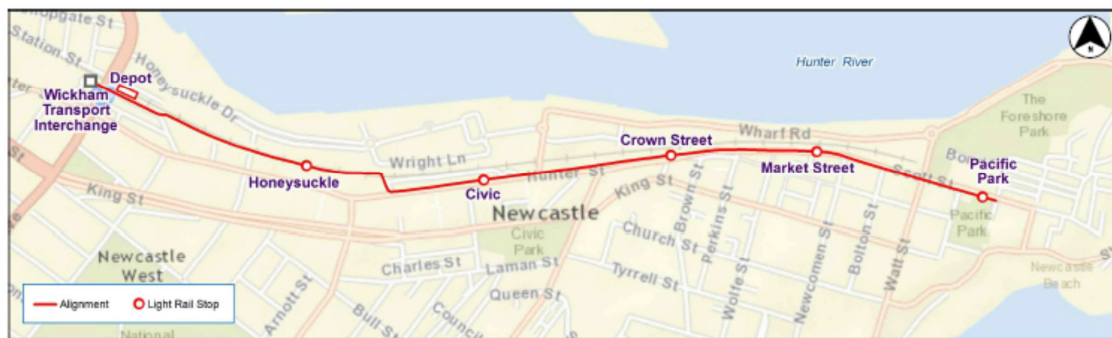 Station St
Honeysuckle Dr
Depot
Wickham
Transport
Interchange
Hunter River
N
The
Foreshore
Park
Wharf Rd
Crown Street
Wright Ln
Honeysuckle
Hunter St
Market Street
Scott St
Pacific
Park
Civic
King St
King St
Newcastle
Civic
Park
Brown St
Perkins St
Church St
Pacific
Park
Newcastle
West
Charles St
Laman St
Tyrrell St
Wolfe St
Newcomen St
Bolton St
Watt St
Newcastle
Beach
Queen St
Arnott St
Bull St
Alignment
Light Rail Stop
National